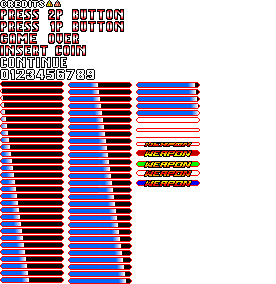 CREDITS
PRESS 2P BUTTON
PRESS 1P BUTTON
GAME OVER
INSERT COIN
CONTINUE
0123456789
WEAPON
WEAPON
WEAPON
WEAPON
WEAPON